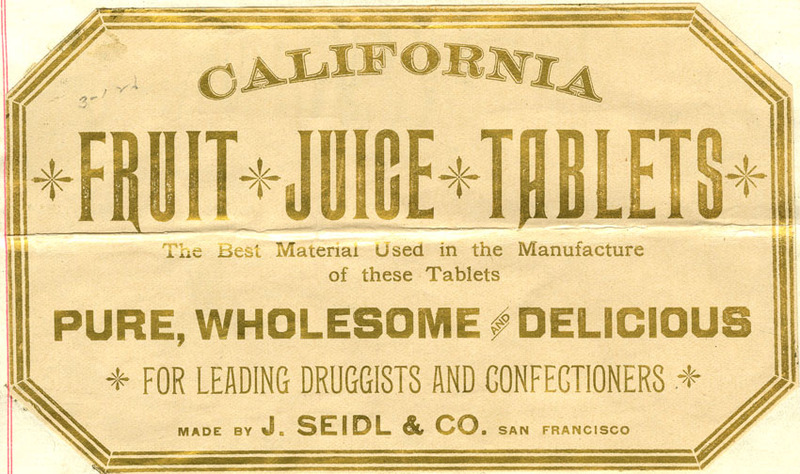 CALIFORNIA
FRUIT JUICE TABLETS
The Best Material Used in the Manufacture
of these Tablets
PURE, WHOLESOME AND DELICIOUS
FOR LEADING DRUGGISTS AND CONFECTIONERS
MADE BY J. SEIDL & CO. SAN FRANCISCO